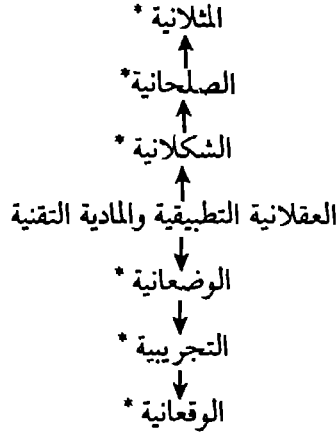 المثلانية *
الصلحانية *
الشكلانية *
العقلانية التطبيقية والمادية التقنية
الوضعانية *
التجريبية *
الوقعانية *